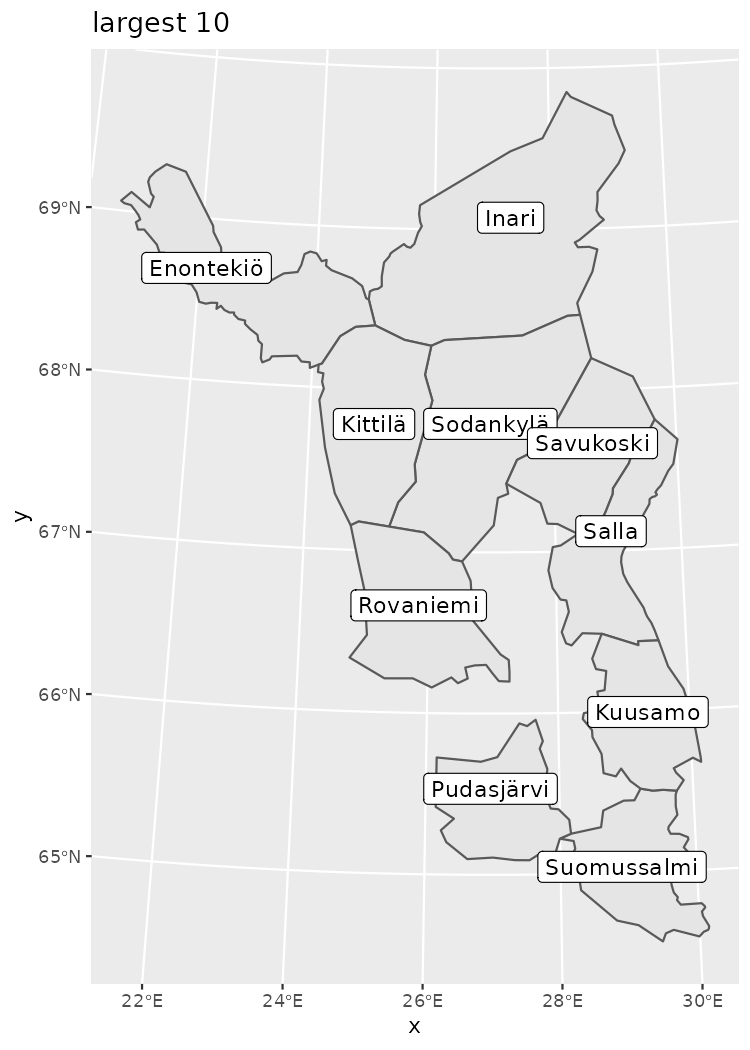 largest 10
69°N
68°N
67°N
66°N
65°N
Inari
Enontekiö
Kittilä
Sodankylä
Savukoski
Salla
Rovaniemi
Kuusamo
Pudasjärvi
Suomussalmi
y
22°E
24°E
26°E
28°E
30°E
x